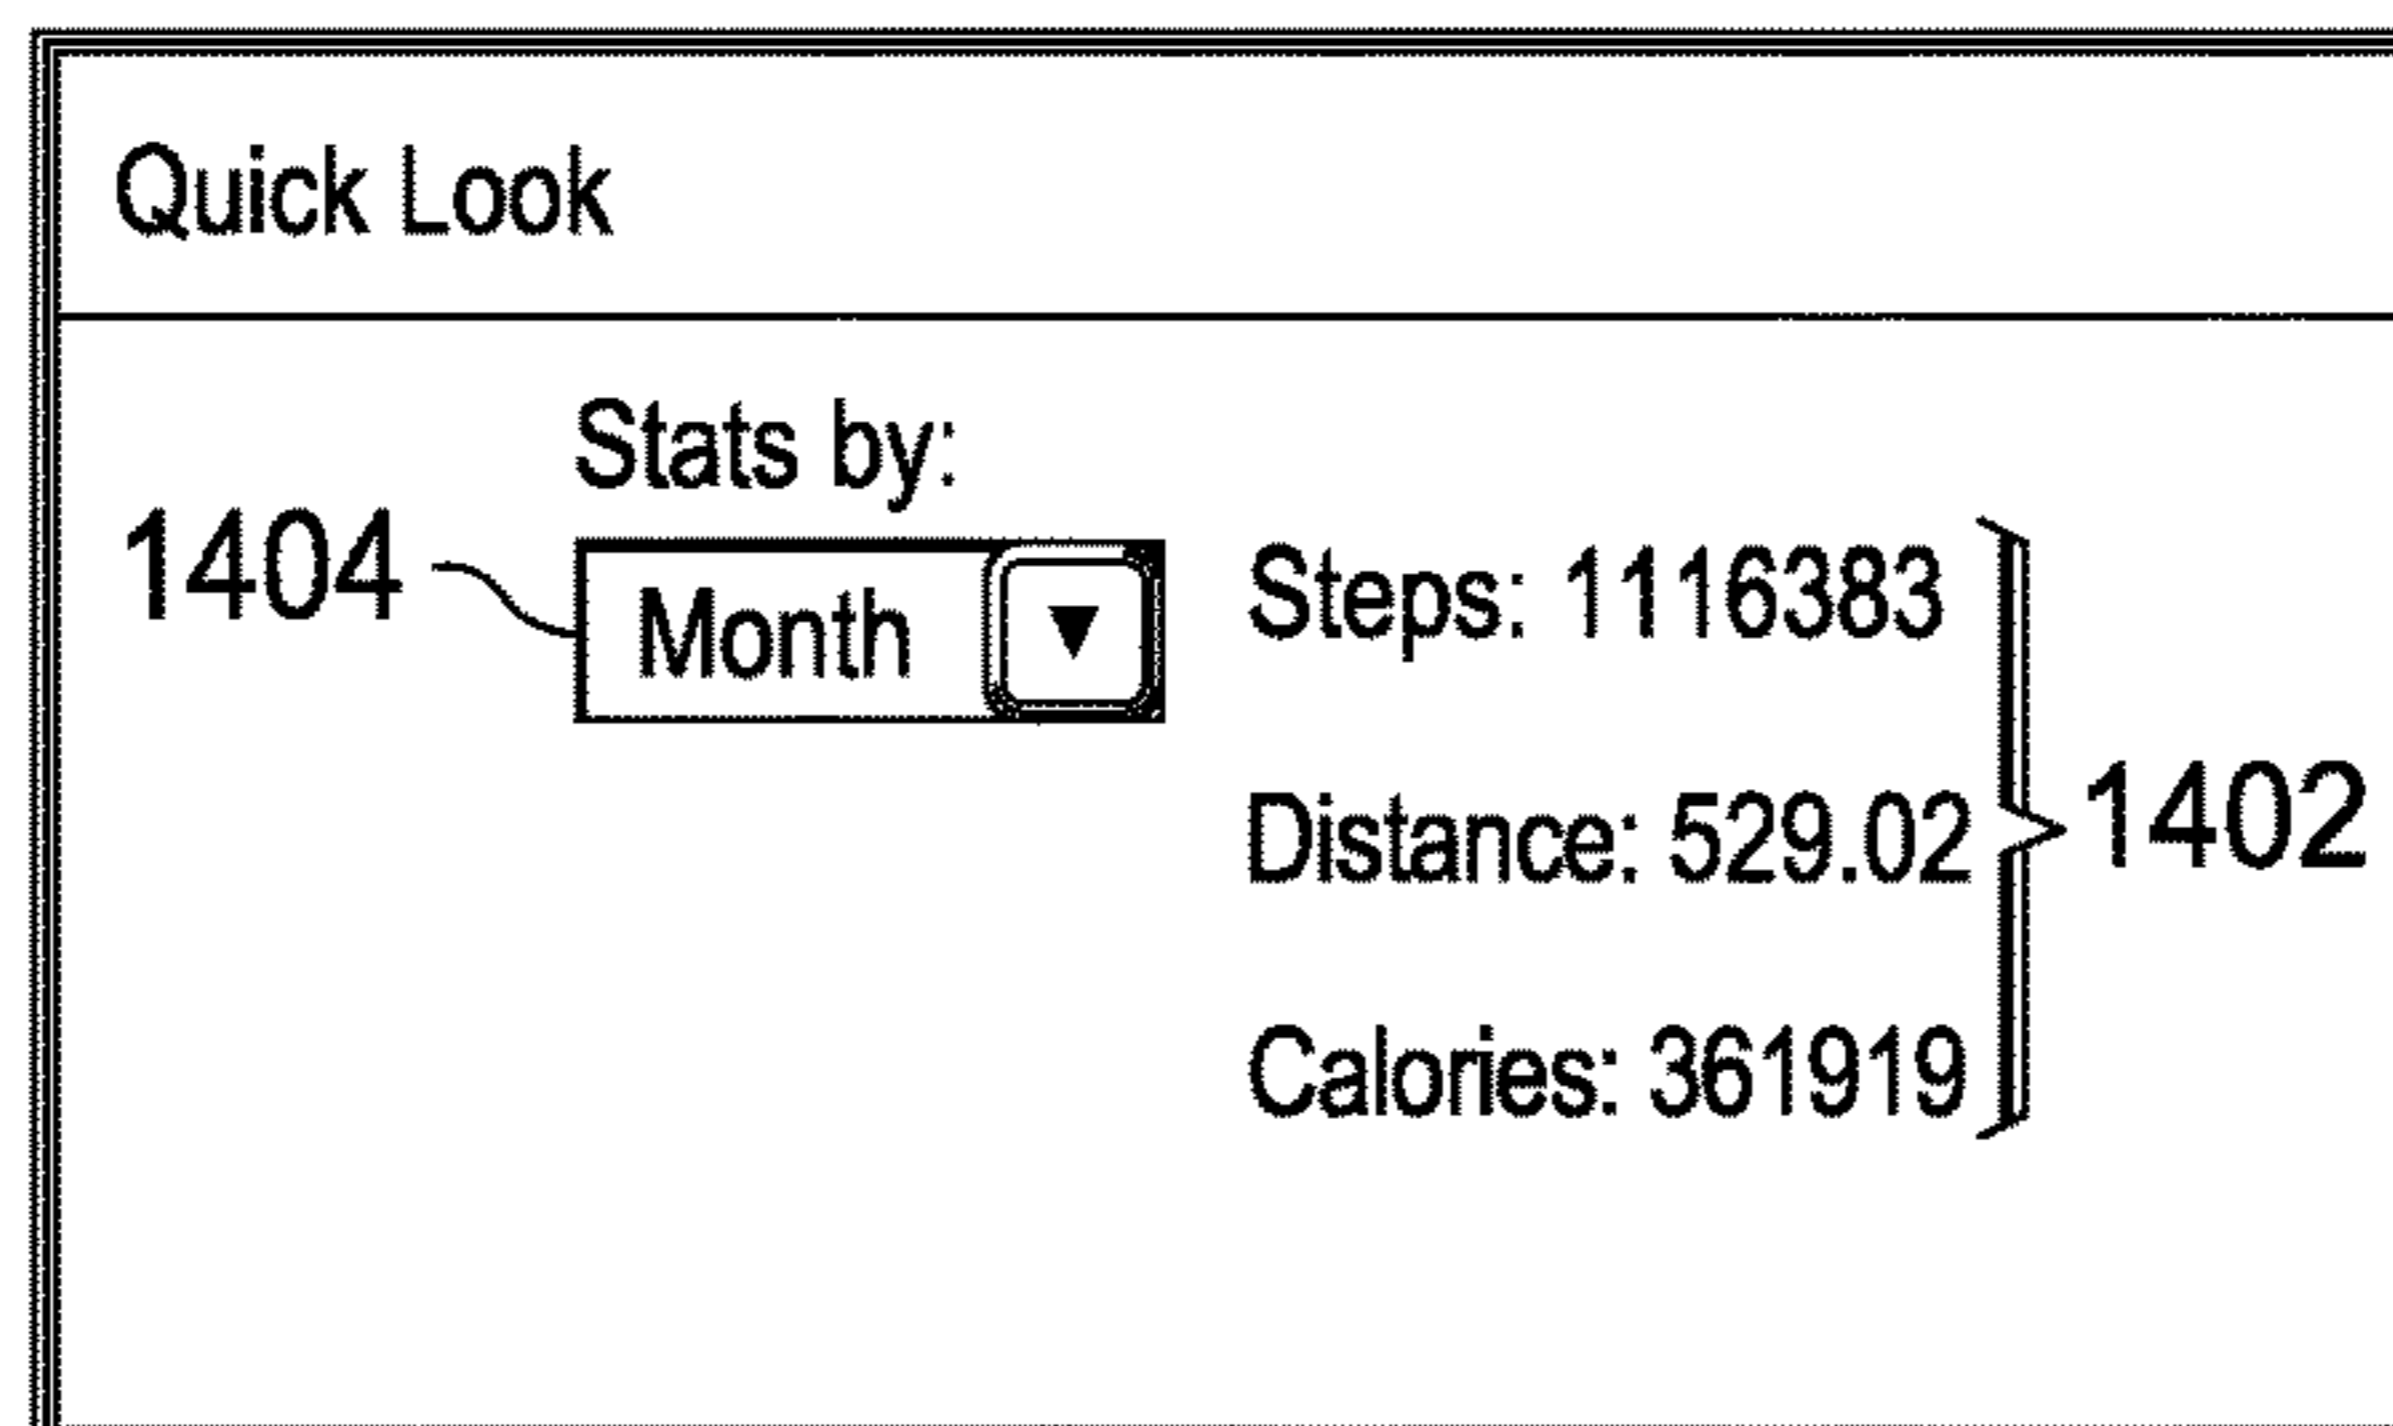 Quick Look
Stats by:
1404
Month
Steps: 1116383
Distance: 529.02
1402
Calories: 361919